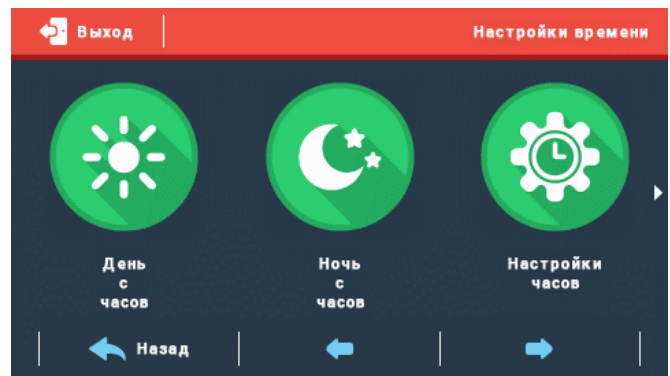 Выход
Настройки времени
День
с
часов
Ночь
с
часов
Настройки
часов
Назад